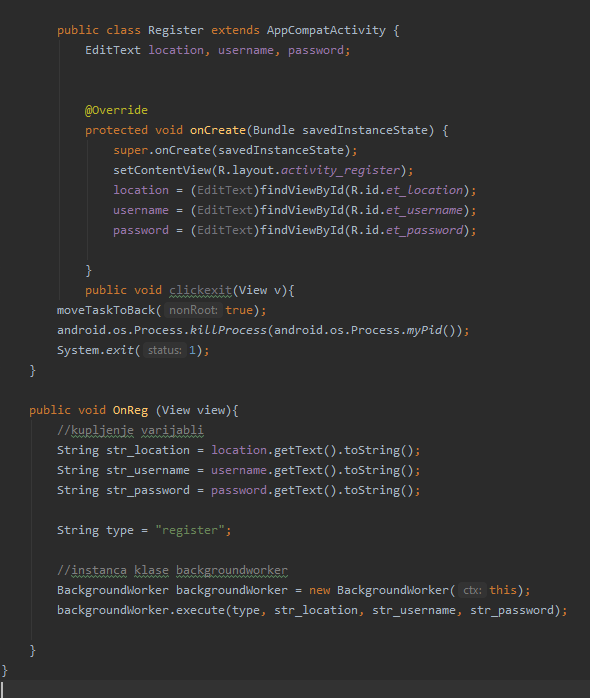 public class Register extends AppCompatActivity {
EditText location, username, password;
@Override
protected void onCreate(Bundle savedInstanceState) {
super.onCreate(savedInstanceState);
setContentView(R.layout.activity_register);
location = (EditText)findViewById(R.id.et_location);
username = (EditText)findViewById(R.id.et_username);
password = (EditText)findViewById(R.id.et_password);
}
public void clickexit(View v){
moveTaskToBack( nonRoot: true);
android.os.Process.killProcess(android.os.Process.myPid());
System.exit( status: 1);
}
public void OnReg (View view){
//kupljenje varijabli
String str_location = location.getText().toString();
String str_username = username.getText().toString();
String str_password = password.getText().toString();
String type = "register";
//instanca klase backgroundworker
BackgroundWorker backgroundWorker = new BackgroundWorker( ctx: this);
backgroundWorker.execute(type, str_location, str_username, str_password);
}
}